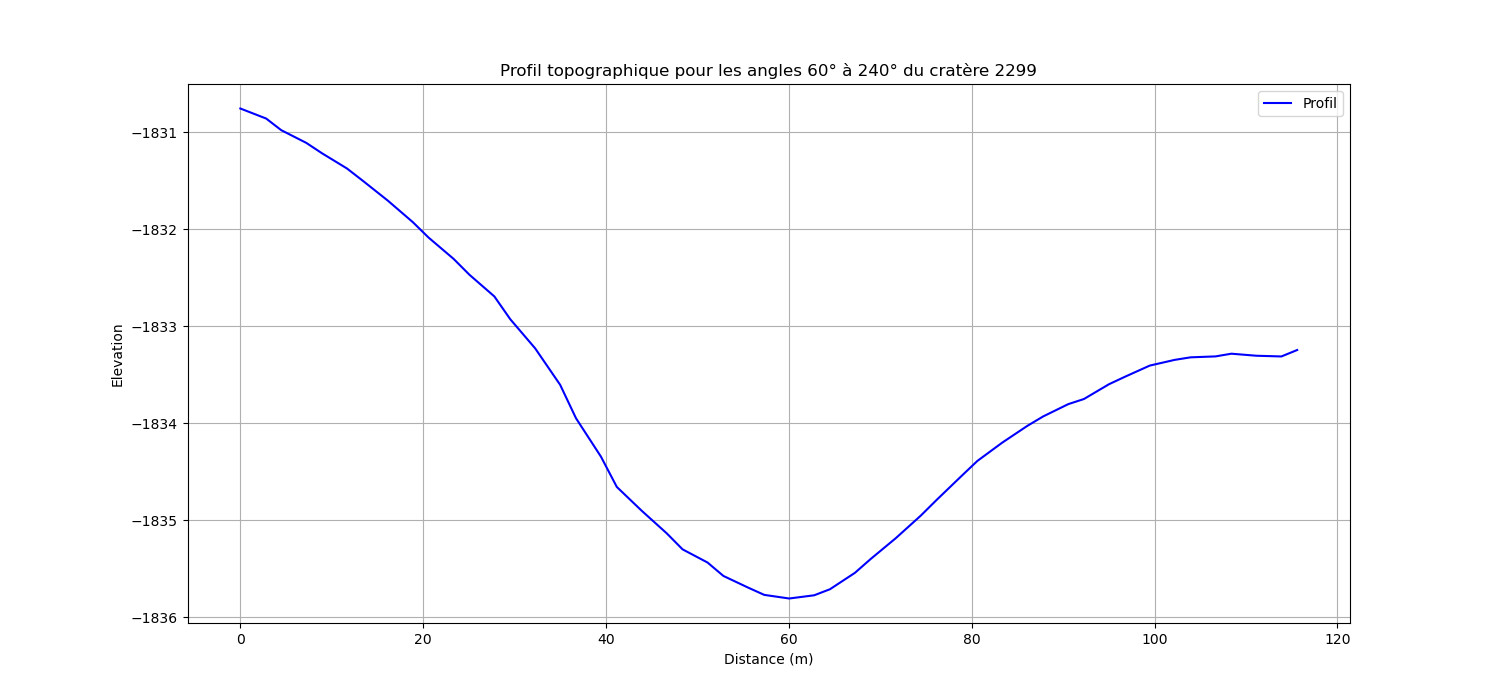 Profil topographique pour les angles 60° à 240° du cratère 2299
Profil
−1831
−1832
−1833
−1834
−1835
−1836
Elevation
0 20 40 60 80 100 120
Distance (m)